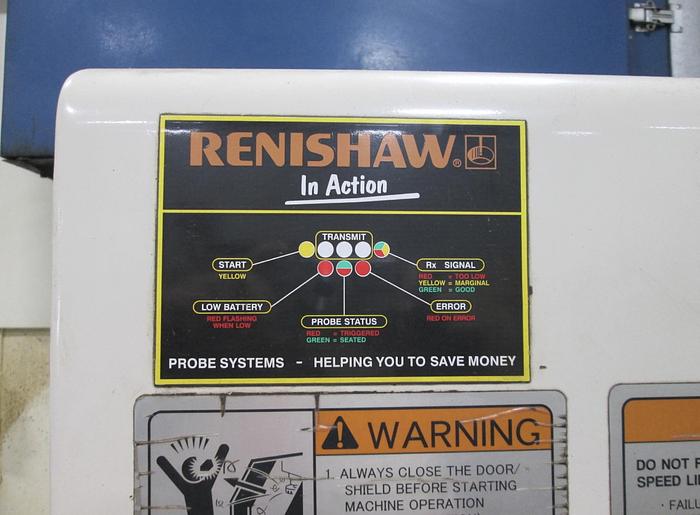 RENISHAW®
In Action
TRANSMIT
START
YELLOW
Rx SIGNAL
RED = TOO LOW
YELLOW = MARGINAL
GREEN = GOOD
LOW BATTERY
RED FLASHING
WHEN LOW
PROBE STATUS
RED = TRIGGERED
GREEN = SEATED
ERROR
RED ON ERROR
PROBE SYSTEMS - HELPING YOU TO SAVE MONEY
WARNING
1. ALWAYS CLOSE THE DOOR/
SHIELD BEFORE STARTING
MACHINE OPERATION
DO NOT
SPEED